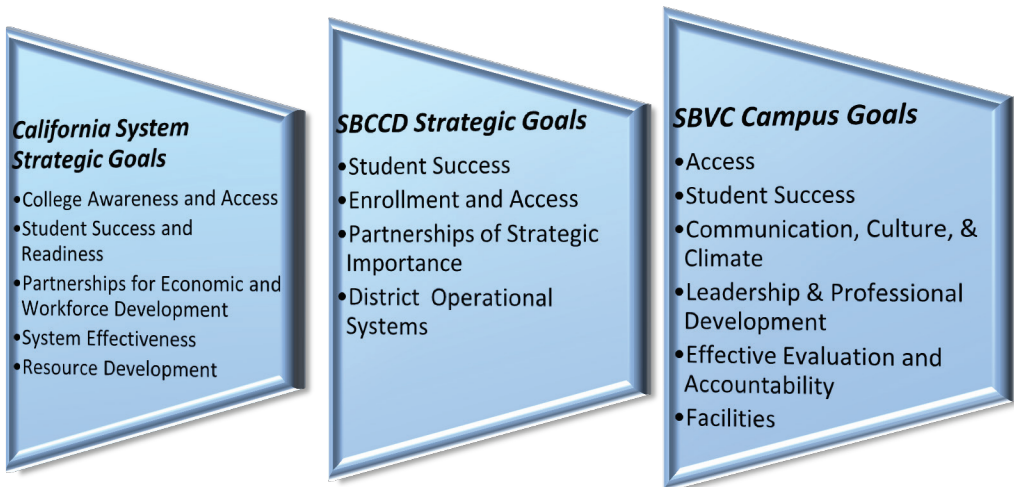 California System
Strategic Goals
•College Awareness and Access
•Student Success and
Readiness
•Partnerships for Economic and
Workforce Development
•System Effectiveness
•Resource Development
SBCCD Strategic Goals
•Student Success
•Enrollment and Access
•Partnerships of Strategic
Importance
•District Operational
Systems
SBVC Campus Goals
•Access
•Student Success
•Communication, Culture, &
Climate
•Leadership & Professional
Development
•Effective Evaluation and
Accountability
•Facilities